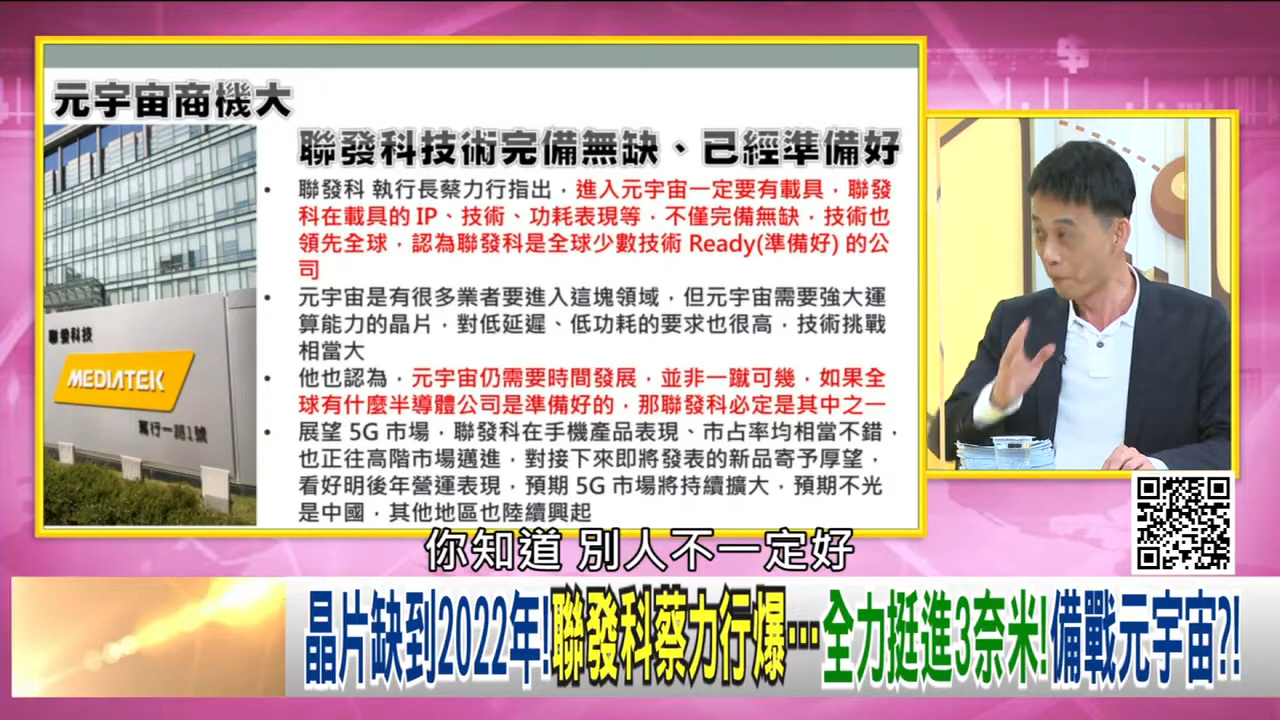 元宇宙商機大
聯發科技術完備無缺、已經準備好
• 聯發科 執行長蔡力行指出，進入元宇宙一定要有載具，聯發
科在載具的 IP、技術、功耗表現等，不僅完備無缺，技術也
領先全球，認為聯發科是全球少數技術 Ready(準備好) 的公
司
• 元宇宙是有很多業者要進入這塊領域，但元宇宙需要強大運
算能力的晶片，對低延遲、低功耗的要求也很高，技術挑戰
相當大
• 他也認為，元宇宙仍需要時間發展，並非一蹴可幾，如果全
球有什麼半導體公司是準備好的，那聯發科必定是其中之一
• 展望 5G 市場，聯發科在手機產品表現、市占率均相當不錯，
也正往高階市場邁進，對接下來即將發表的新品寄予厚望，
看好明後年營運表現，預期 5G 市場將持續擴大，預期不光
是中國，其他地區也陸續興起
聯發科技
MEDIATEK
篤行一路1號
你知道 別人不一定好
晶片缺到2022年!聯發科蔡力行爆…全力挺進3奈米!備戰元宇宙?!